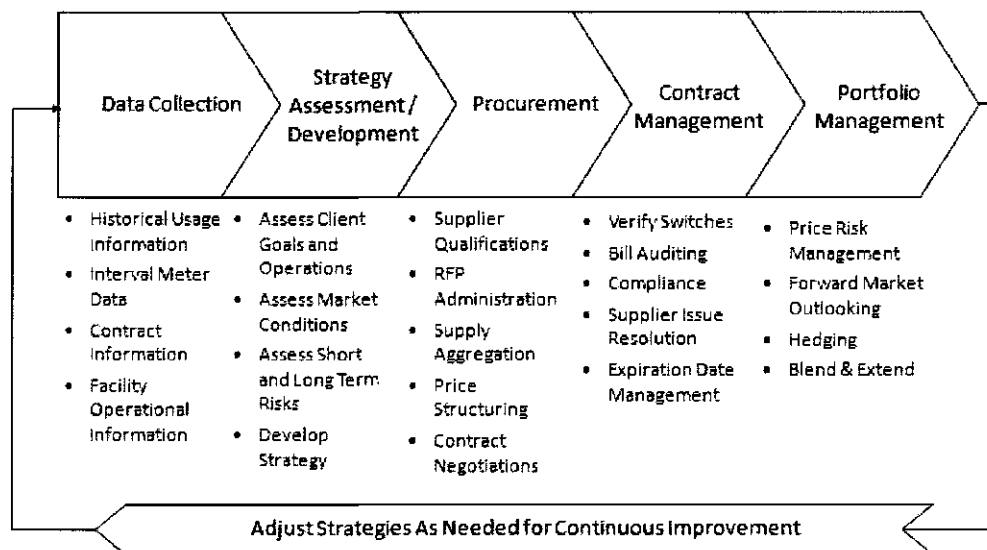 Data Collection
Strategy
Assessment /
Development
Procurement
Contract
Management
Portfolio
Management
• Historical Usage
Information
• Interval Meter
Data
• Contract
Information
• Facility
Operational
Information
• Assess Client
Goals and
Operations
• Assess Market
Conditions
• Assess Short
and Long Term
Risks
• Develop
Strategy
• Supplier
Qualifications
• RFP
Administration
• Supply
Aggregation
• Price
Structuring
• Contract
Negotiations
• Verify Switches
• Bill Auditing
• Compliance
• Supplier Issue
Resolution
• Expiration Date
Management
• Price Risk
Management
• Forward Market
Outlooking
• Hedging
• Blend & Extend
Adjust Strategies As Needed for Continuous Improvement